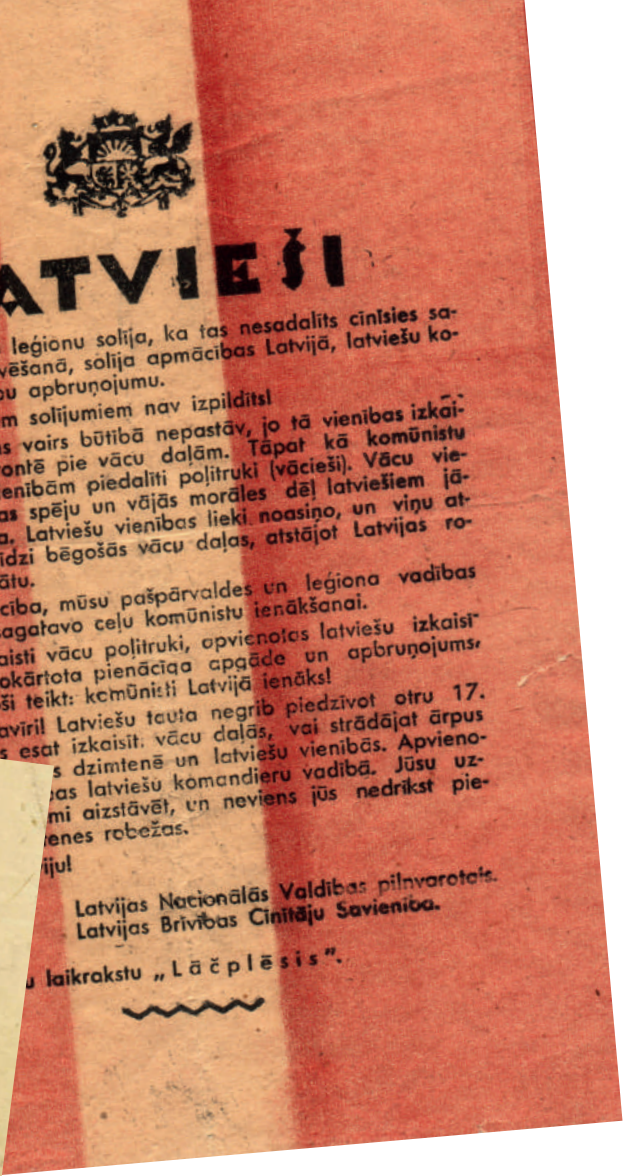 ATVIEŠI
leģionu solīja, ka tas nesadalīts cīnīsies sa-
vēšanā, solīja apmācības Latvijā, latviešu ko-
u apbruņojumu.
m solījumiem nav izpildīts!
s vairs būtībā nepastāv, jo tā vienības izkai-
ontē pie vācu daļām. Tāpat kā komūnistu
ienībām piedalīti poļitruki (vācieši). Vācu vie-
as spēju un vājās morāles dēļ latviešiem jā-
a. Latviešu vienības lieki noasiņo, un viņu at-
īdzi bēgošās vācu daļas, atstājot Latvijas ro-
ātu.
cība, mūsu pašpārvaldes un leģiona vadības
agatavo ceļu komūnistu ienākšanai.
aisti vācu poļitruki, apvienotas latviešu izkaisī-
okārtota pienācīga apgāde un apbruņojums,
ši teikt: komūnisti Latvijā ienāks!
avīri! Latviešu tauta negrib piedzīvot otru 17.
s esat izkaisīti vācu daļās, vai strādājat ārpus
s dzimtenē un latviešu vienībās. Apvieno-
as latviešu komandieru vadībā. Jūsu uz-
mi aizstāvēt, un neviens jūs nedrīkst pie-
enes robežas.
iju!
Latvijas Nacionālās Valdības pilnvarotais.
Latvijas Brīvības Cīnītāju Savienība.
u laikrakstu „Lāčplēsis".